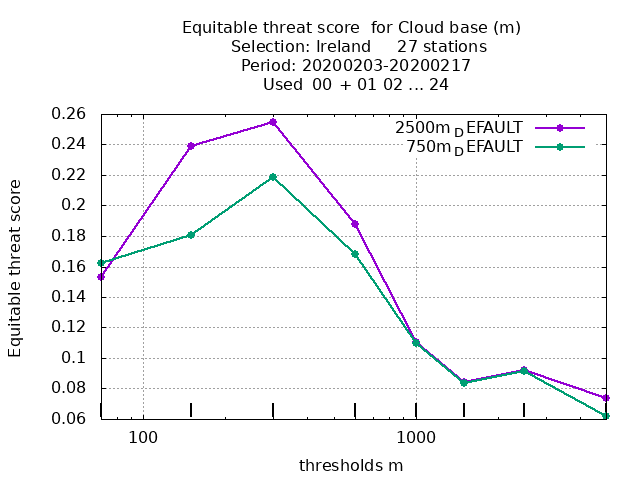 Equitable threat score  for Cloud base (m)
Selection: Ireland     27 stations
Period: 20200203-20200217
Used  00  + 01 02 ... 24
2500m_DEFAULT
750m_DEFAULT
Equitable threat score
0.26
0.24
0.22
0.2
0.18
0.16
0.14
0.12
0.1
0.08
0.06
100 1000
thresholds m